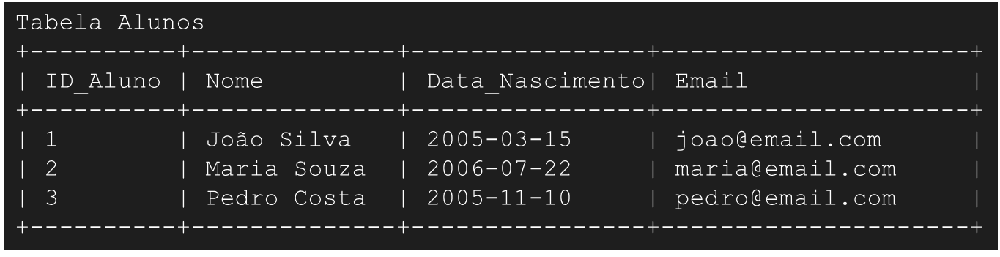 Tabela Alunos
+----------+--------------+----------------+---------------------+
| ID_Aluno | Nome         | Data_Nascimento| Email               |
+----------+--------------+----------------+---------------------+
| 1        | João Silva   | 2005-03-15     | joao@email.com      |
| 2        | Maria Souza  | 2006-07-22     | maria@email.com     |
| 3        | Pedro Costa  | 2005-11-10     | pedro@email.com     |
+----------+--------------+----------------+---------------------+